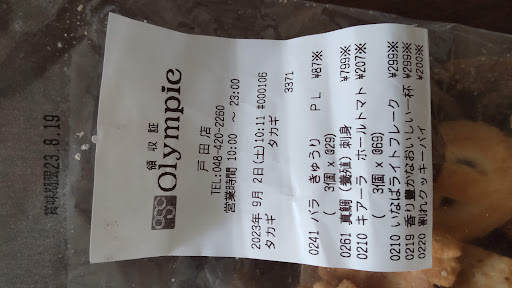 賞味期限23.8.19
領収証
Olympic
戸田店
TEL:048-420-2260
営業時間 10:00 ～ 23:00
2023年 9月 2日(土)10:11 #000106
タカギ タカギ 3371
0241 バラ きゅうり PL ¥87※
( 3個 × @29)
0261 真鯛(養殖)刺身 ¥799※
0210 キアーラ ホールトマト ¥207※
( 3個 × @69)
0210 いなばライトフレーク ¥299※
0219 香り豊かなおいしい一杯 ¥299※
0220 割れクッキーパイ ¥200※